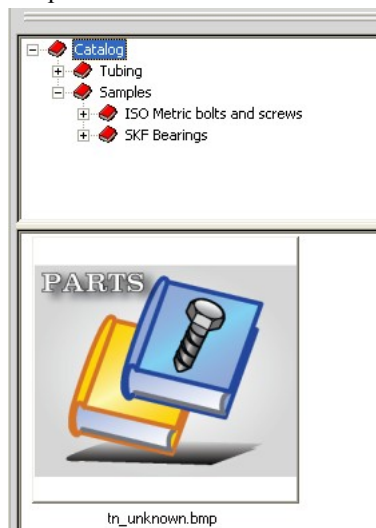 Catalog
Tubing
Samples
ISO Metric bolts and screws
SKF Bearings
PARTS
tn_unknown.bmp